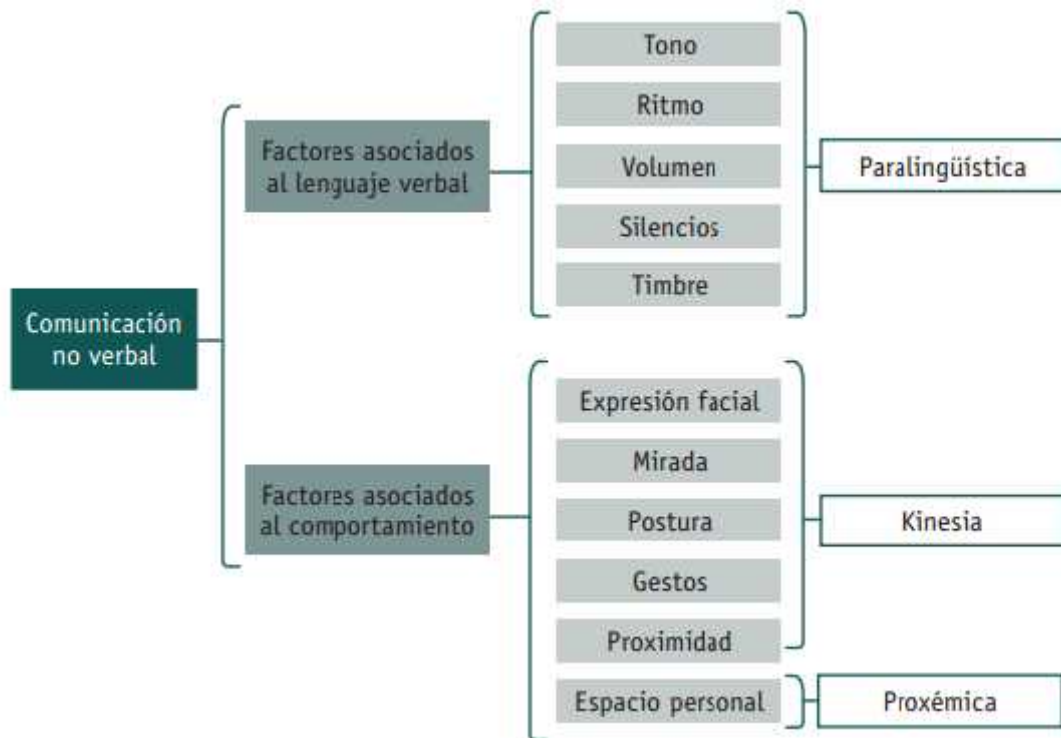 Comunicación
no verbal
Factores asociados
al lenguaje verbal
Tono
Ritmo
Volumen
Silencios
Timbre
Paralingüística
Factores asociados
al comportamiento
Expresión facial
Mirada
Postura
Gestos
Proximidad
Espacio personal
Kinesia
Proxémica